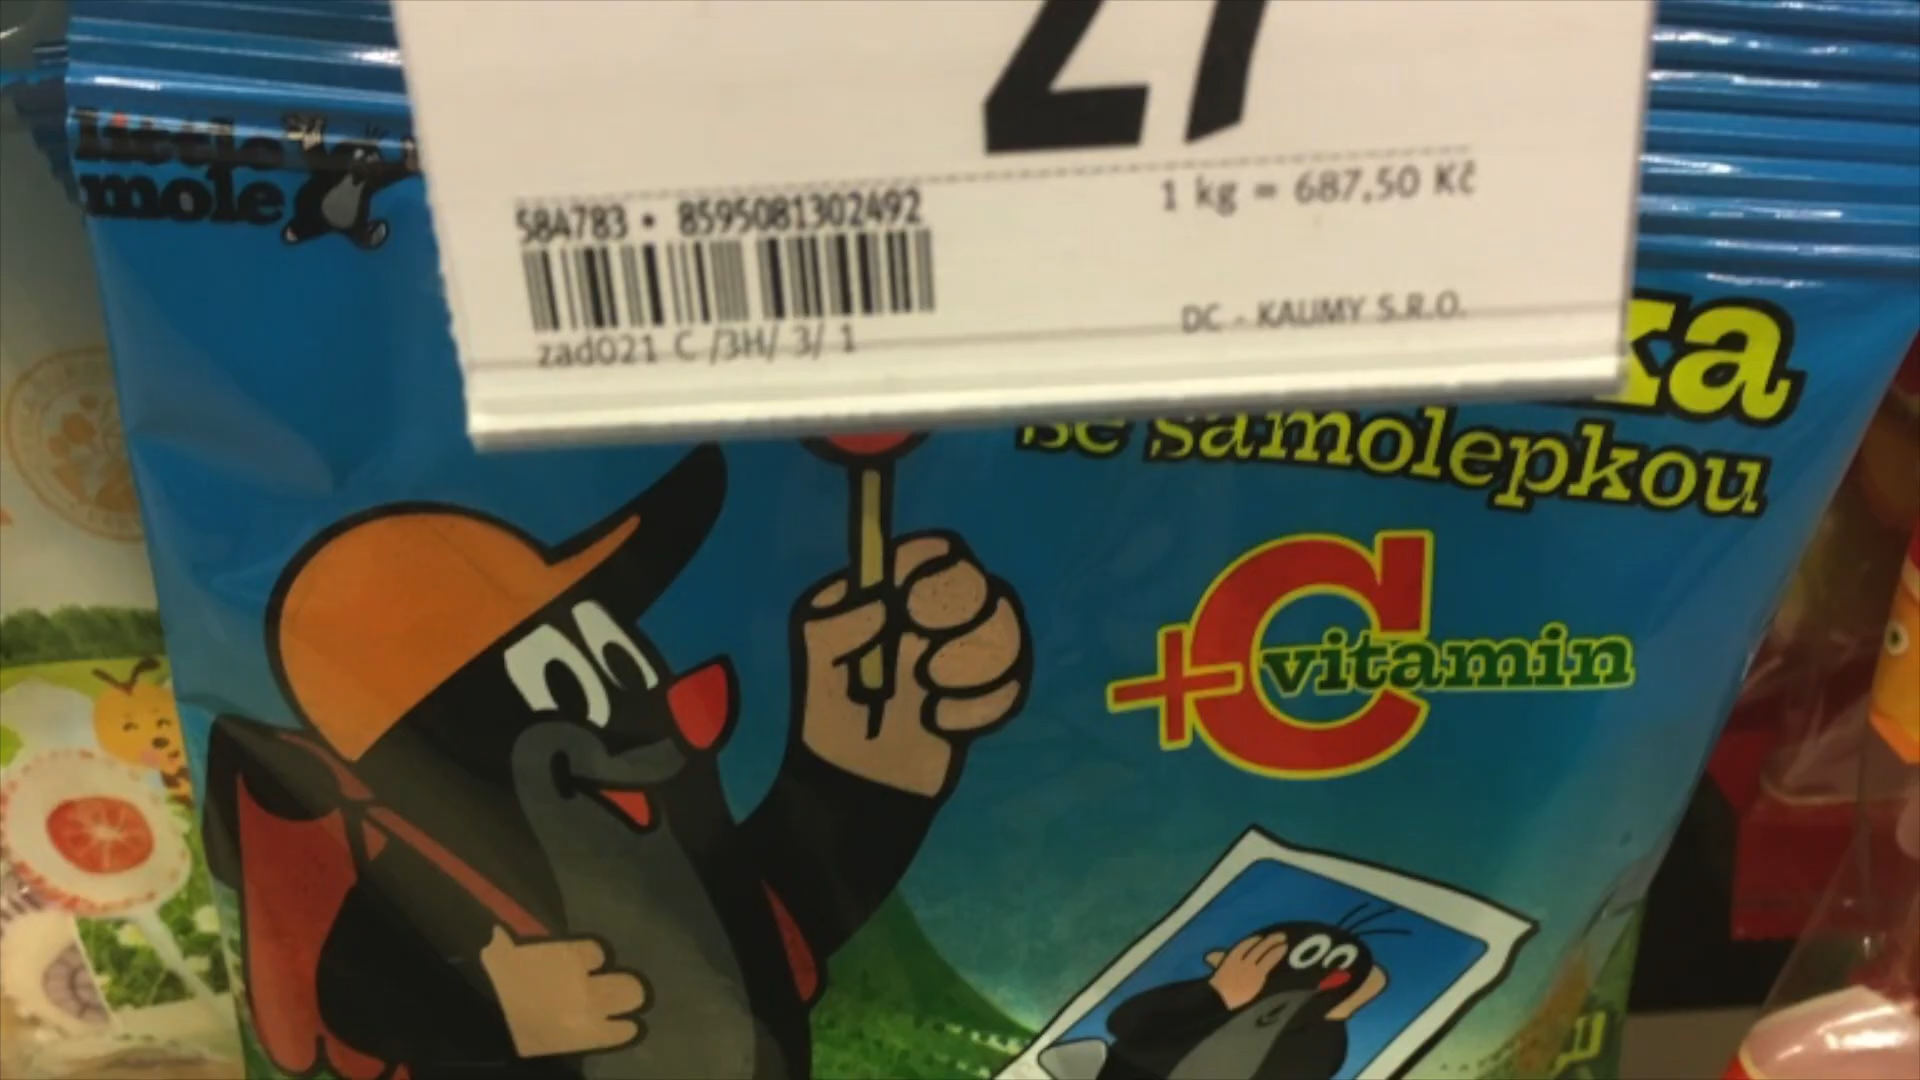 27
little
mole
58A783 • 8595081302492
1 kg = 687,50 Kč
zad021 C /3H/ 3/ 1
DC - KAUMY S.R.O.
ka
se samolepkou
+C vitamin